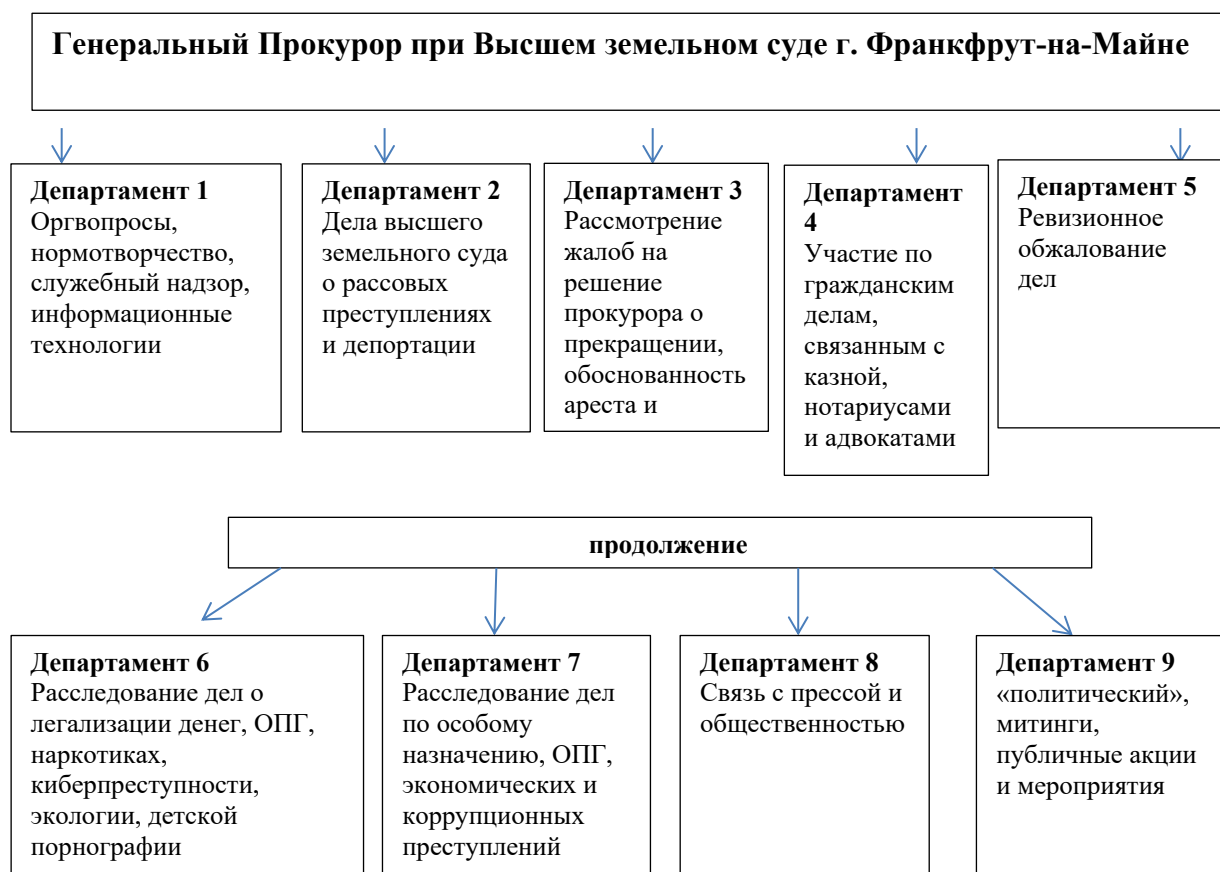 Генеральный Прокурор при Высшем земельном суде г. Франкфрут-на-Майне
Департамент 1
Оргвопросы,
нормотворчество,
служебный надзор,
информационные
технологии
Департамент 2
Дела высшего
земельного суда
о рассовых
преступлениях
и депортации
Департамент 3
Рассмотрение
жалоб на
решение
прокурора о
прекращении,
обоснованность
ареста и
Департамент
4
Участие по
гражданским
делам,
связанным с
казной,
нотариусами
и адвокатами
Департамент 5
Ревизионное
обжалование
дел
продолжение
Департамент 6
Расследование дел о
легализации денег, ОПГ,
наркотиках,
киберпреступности,
экологии, детской
порнографии
Департамент 7
Расследование дел
по особому
назначению, ОПГ,
экономических и
коррупционных
преступлений
Департамент 8
Связь с прессой и
общественностью
Департамент 9
«политический»,
митинги,
публичные акции
и мероприятия